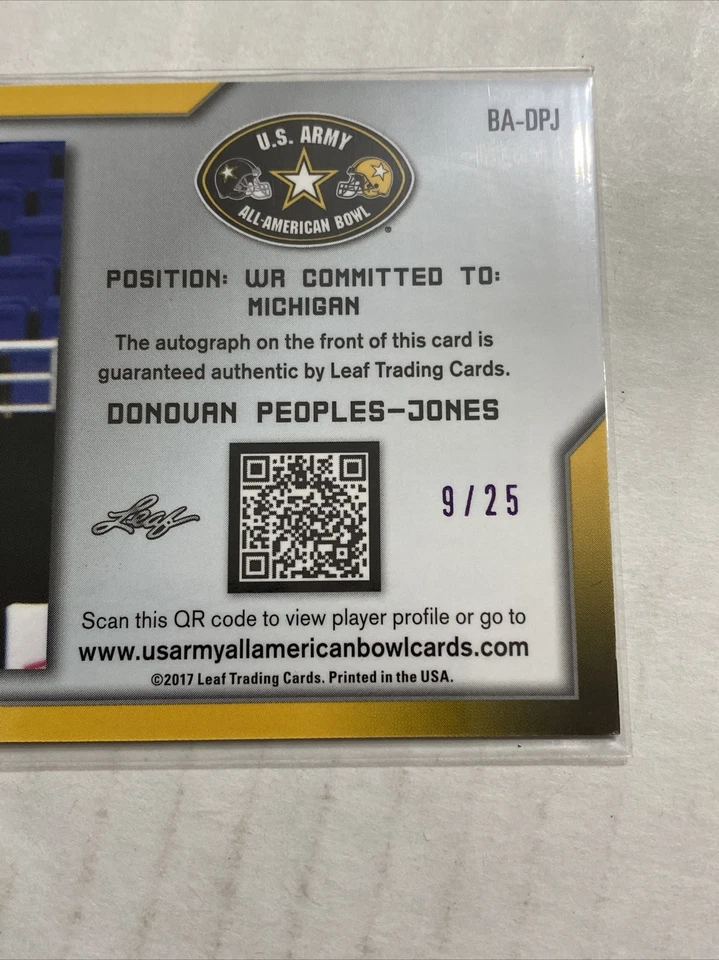 BA-DPJ
U.S. ARMY
ALL-AMERICAN BOWL
POSITION: WR COMMITTED TO:
MICHIGAN
The autograph on the front of this card is
guaranteed authentic by Leaf Trading Cards.
DONOVAN PEOPLES-JONES
Leaf
9/25
Scan this QR code to view player profile or go to
www.usarmyallamericanbowlcards.com
©2017 Leaf Trading Cards. Printed in the USA.